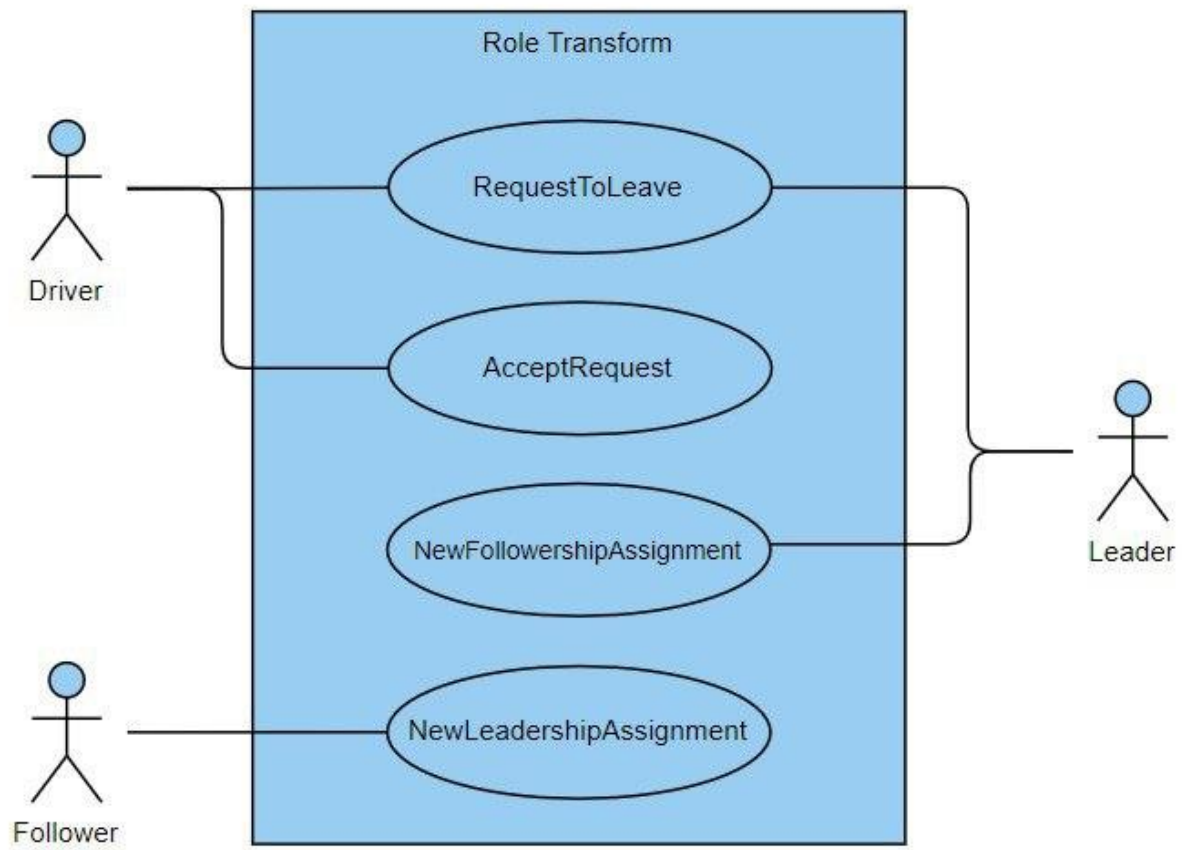 Role Transform
RequestToLeave
Driver
AcceptRequest
NewFollowershipAssignment
Leader
NewLeadershipAssignment
Follower